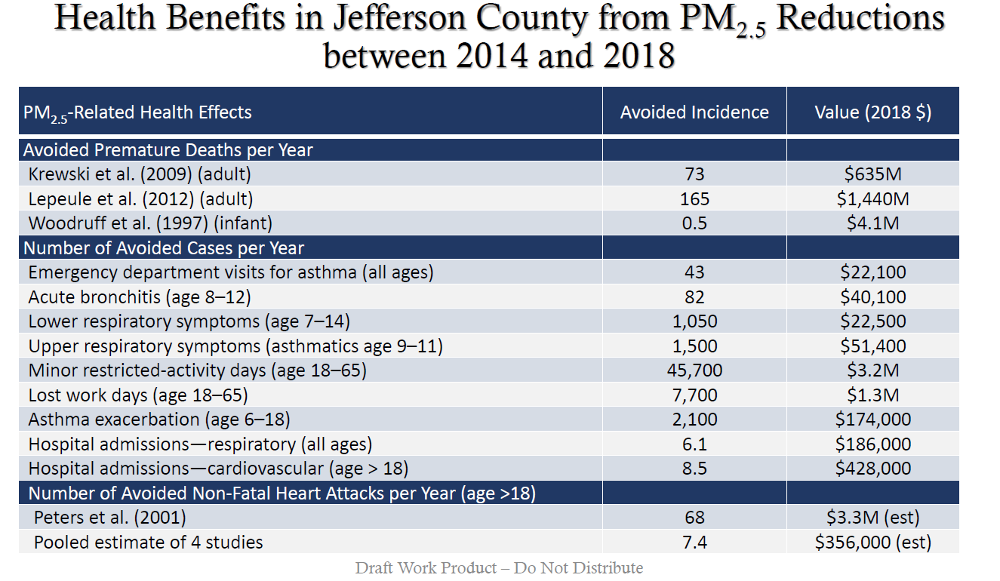 Health Benefits in Jefferson County from PM2.5 Reductions
between 2014 and 2018
PM2.5-Related Health Effects Avoided Incidence Value (2018 $)
Avoided Premature Deaths per Year
Krewski et al. (2009) (adult) 73 $635M
Lepeule et al. (2012) (adult) 165 $1,440M
Woodruff et al. (1997) (infant) 0.5 $4.1M
Number of Avoided Cases per Year
Emergency department visits for asthma (all ages) 43 $22,100
Acute bronchitis (age 8–12) 82 $40,100
Lower respiratory symptoms (age 7–14) 1,050 $22,500
Upper respiratory symptoms (asthmatics age 9–11) 1,500 $51,400
Minor restricted-activity days (age 18–65) 45,700 $3.2M
Lost work days (age 18–65) 7,700 $1.3M
Asthma exacerbation (age 6–18) 2,100 $174,000
Hospital admissions—respiratory (all ages) 6.1 $186,000
Hospital admissions—cardiovascular (age > 18) 8.5 $428,000
Number of Avoided Non-Fatal Heart Attacks per Year (age >18)
Peters et al. (2001) 68 $3.3M (est)
Pooled estimate of 4 studies 7.4 $356,000 (est)
Draft Work Product – Do Not Distribute